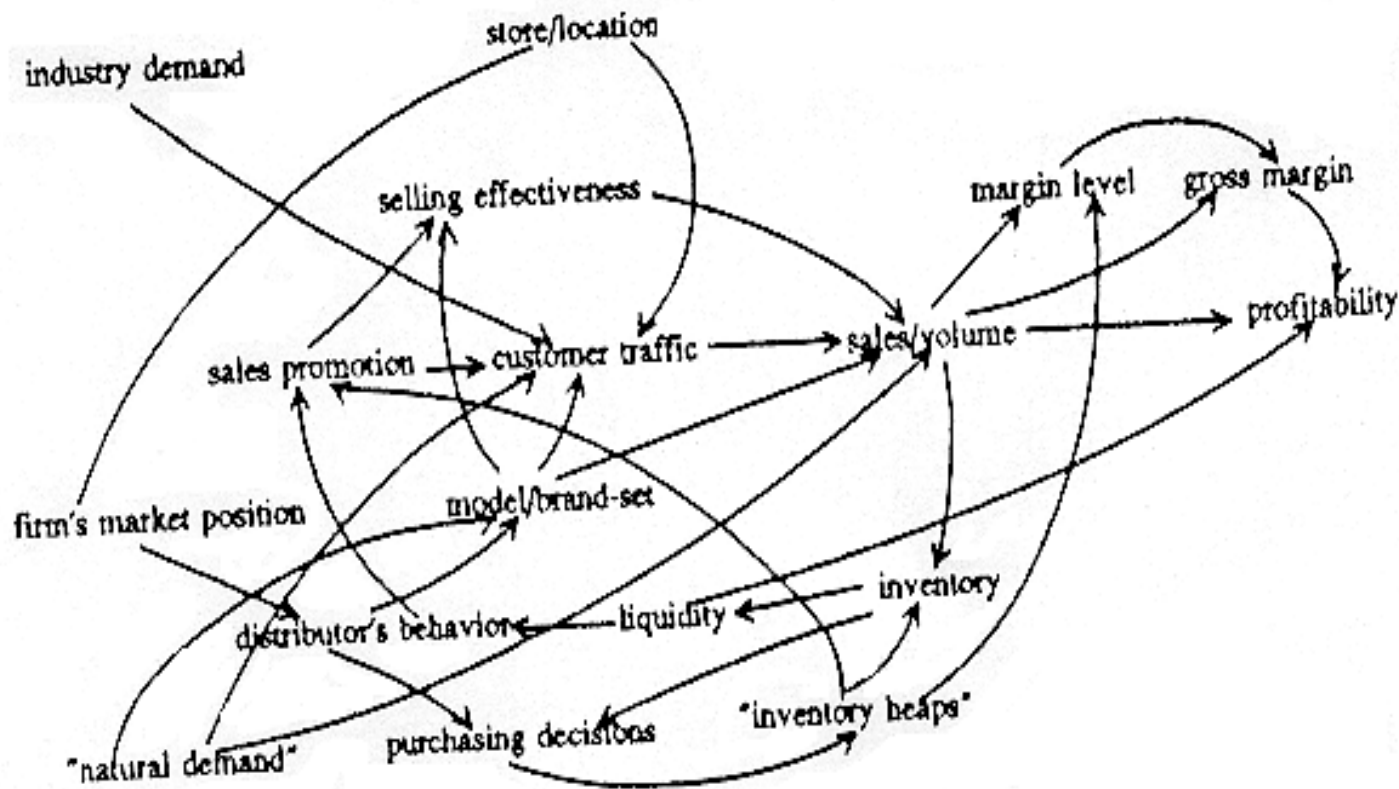 store/location
industry demand
margin level
gross margin
selling effectiveness
profitability
sales/volume
customer traffic
sales promotion
model/brand-set
firm's market position
inventory
liquidity
distributor's behavior
"inventory heaps"
purchasing decisions
"natural demand"